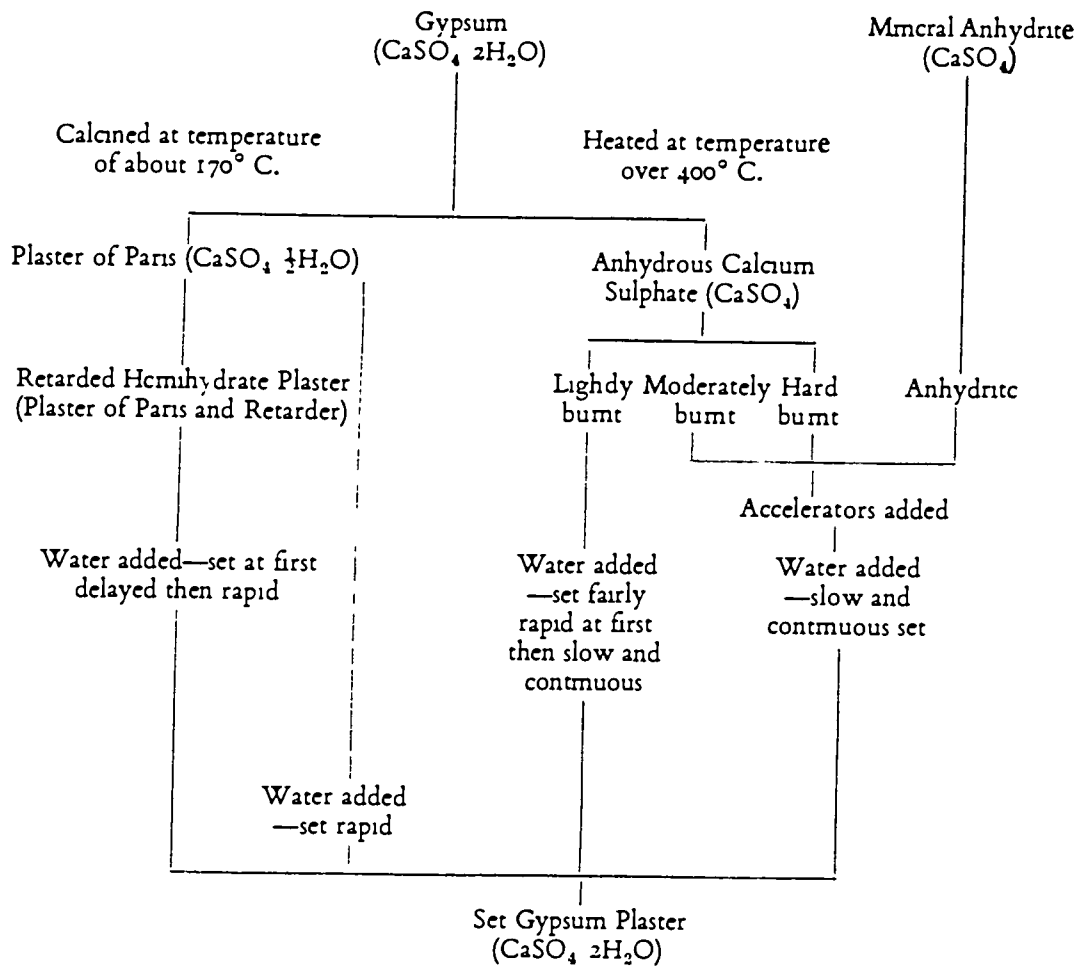 Gypsum
(CaSO₄ 2H₂O)
Mmcral Anhydrite
(CaSO₄)
Calcined at temperature
of about 170° C.
Heated at temperature
over 400° C.
Plaster of Paris (CaSO₄ ½H₂O)
Anhydrous Calcium
Sulphate (CaSO₄)
Retarded Hemihydrate Plaster
(Plaster of Paris and Retarder)
Lightly
burnt
Moderately
burnt
Hard
burnt
Anhydrite
Accelerators added
Water added—set at first
delayed then rapid
Water added
—set fairly
rapid at first
then slow and
continuous
Water added
—slow and
continuous set
Water added
—set rapid
Set Gypsum Plaster
(CaSO₄ 2H₂O)